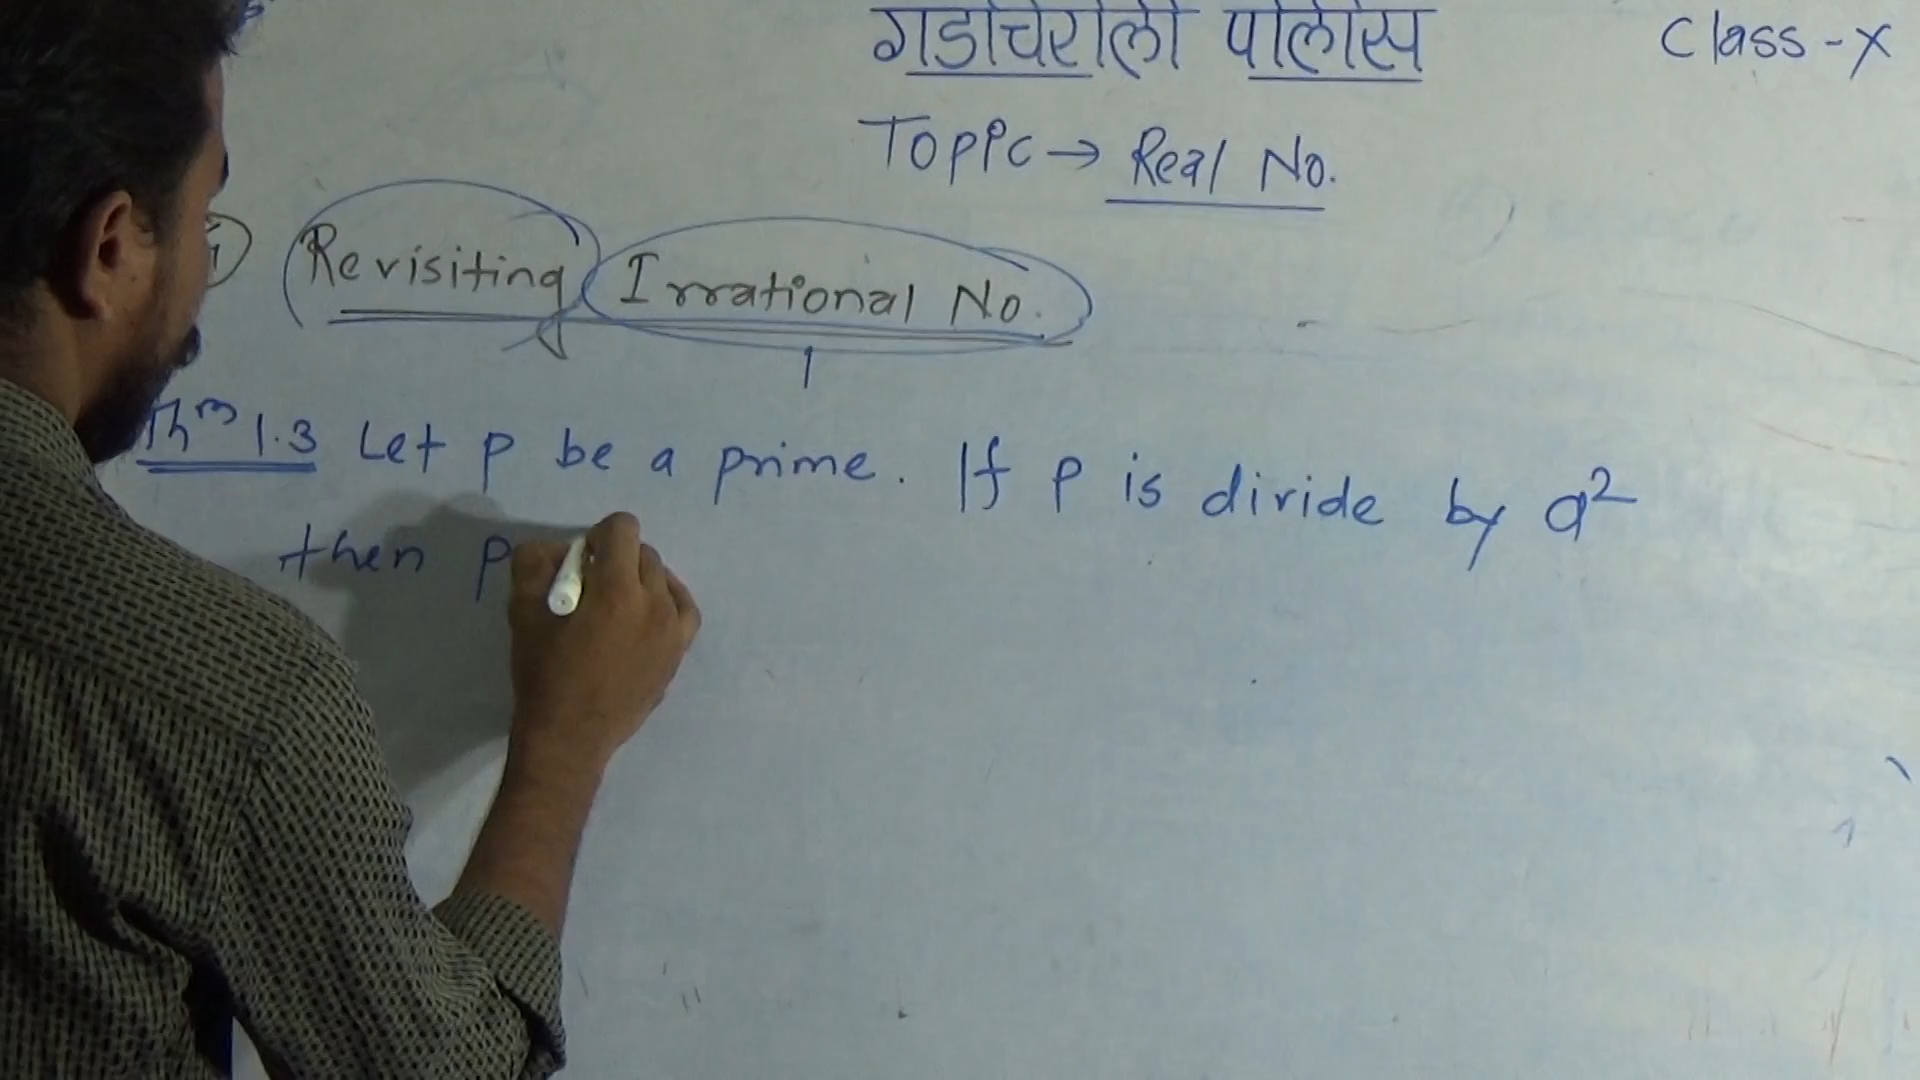 गडचिरोली पोलीस
Class-X
Topic → Real No.
Revisiting Irrational No.
Thm 1.3 Let p be a prime. If p is divide by a²
then p